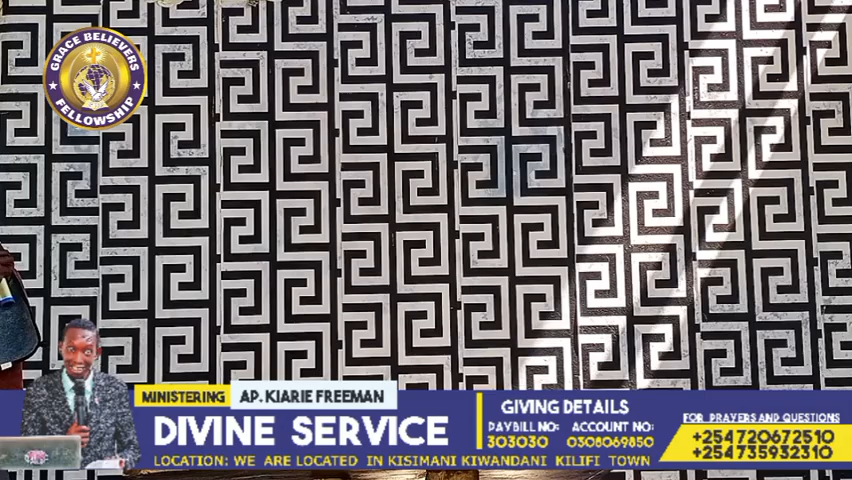 GRACE BELIEVERS
FELLOWSHIP
MINISTERING AP. KIARIE FREEMAN
DIVINE SERVICE
LOCATION: WE ARE LOCATED IN KISIMANI KIWANDANI KILIFI TOWN
GIVING DETAILS
PAYBILL NO: ACCOUNT NO:
303030 0308069850
FOR PRAYERS AND QUESTIONS
+254720672510
+254735932310